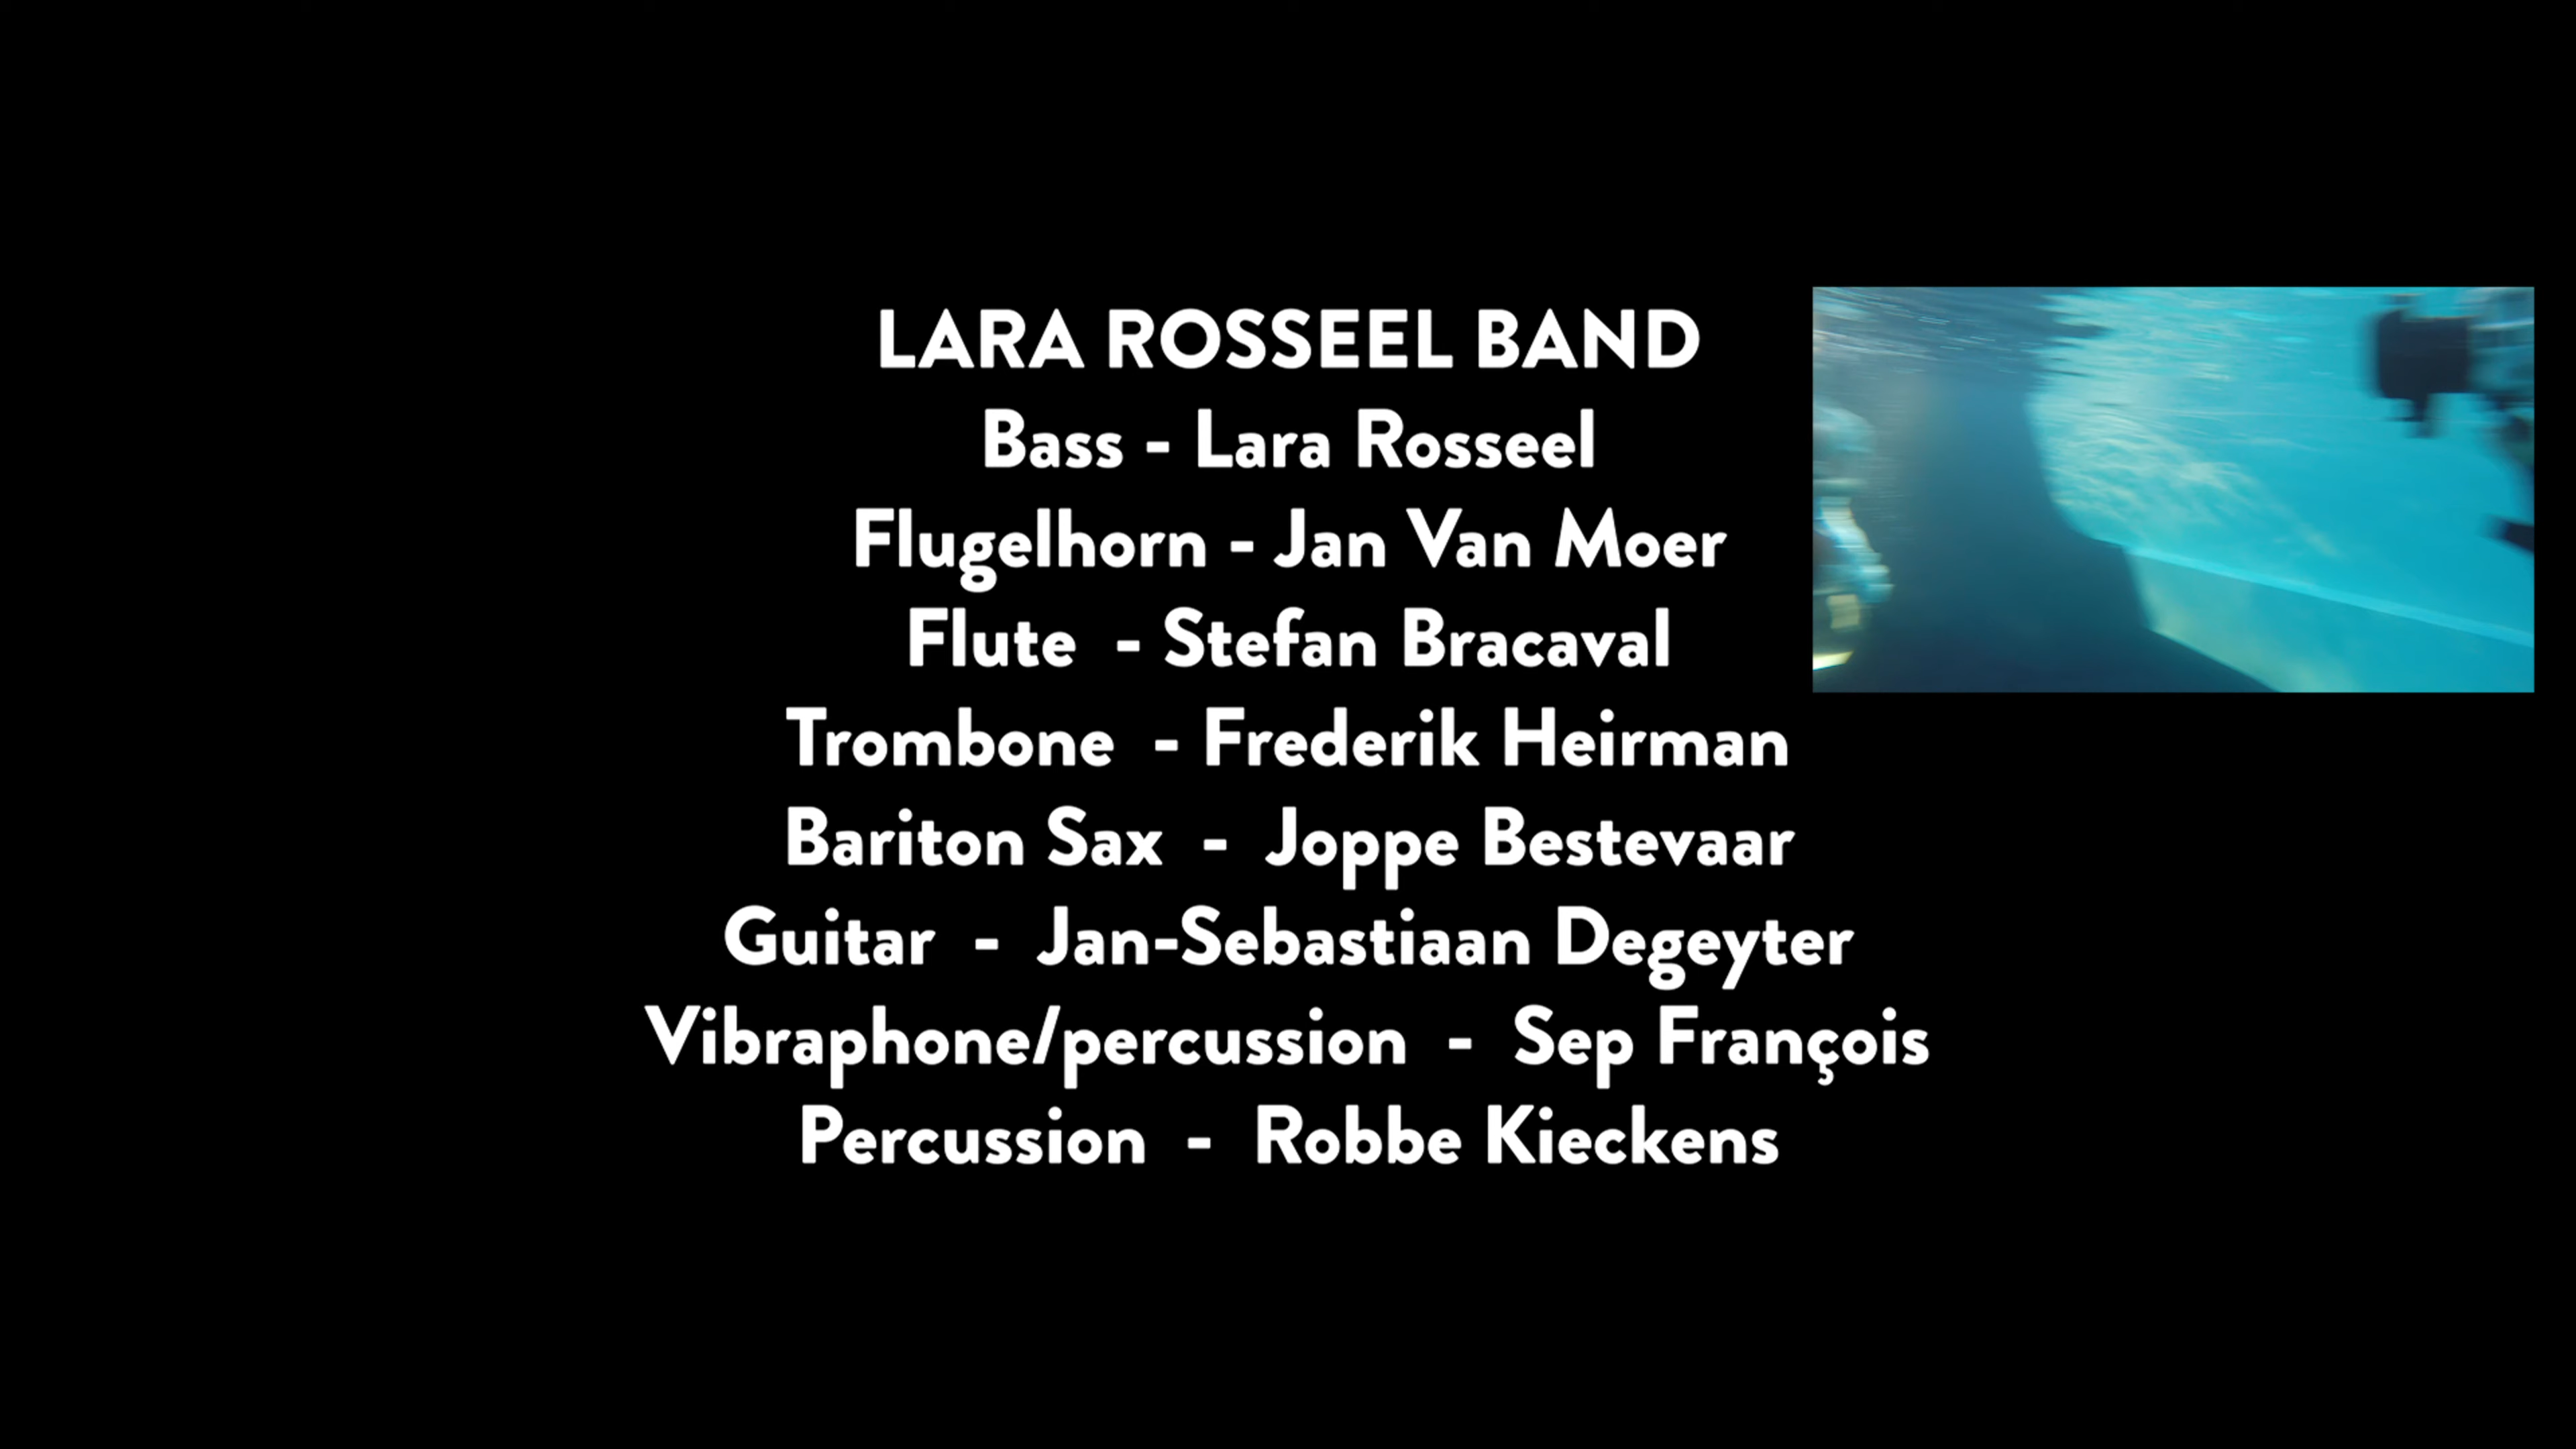 LARA ROSSEEL BAND
Bass - Lara Rosseel
Flugelhorn - Jan Van Moer
Flute - Stefan Bracaval
Trombone - Frederik Heirman
Bariton Sax - Joppe Bestevaar
Guitar - Jan-Sebastiaan Degeyter
Vibraphone/percussion - Sep François
Percussion - Robbe Kieckens